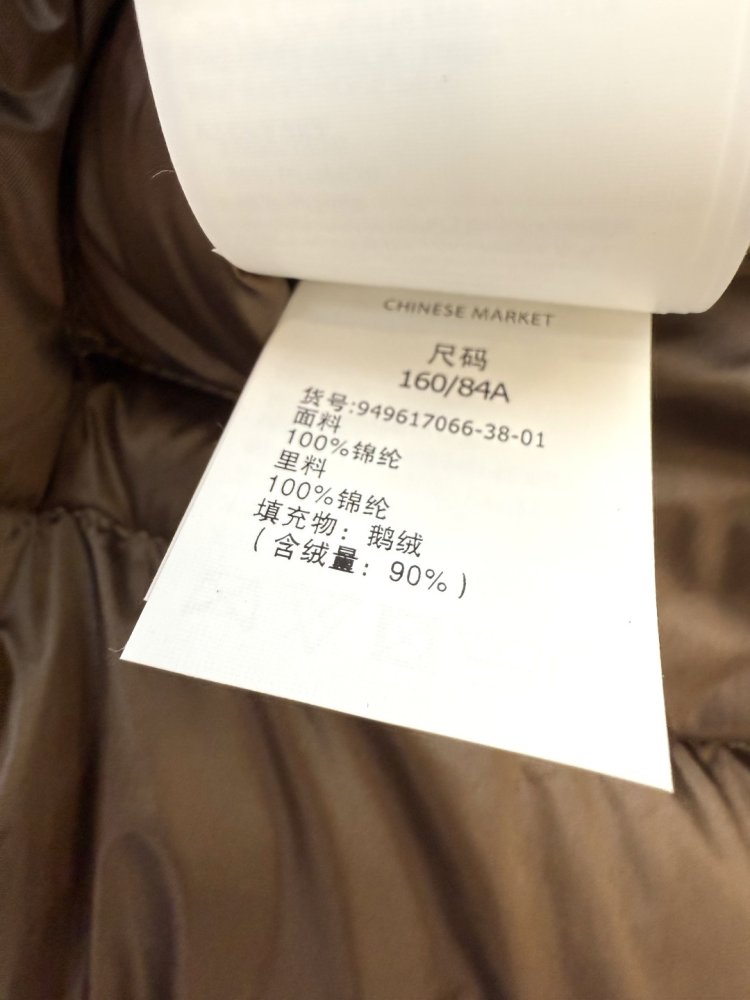 CHINESE MARKET
尺码
160/84A
货号:949617066-38-01
面料
100%锦纶
里料
100%锦纶
填充物：鹅绒
(含绒量：90%)